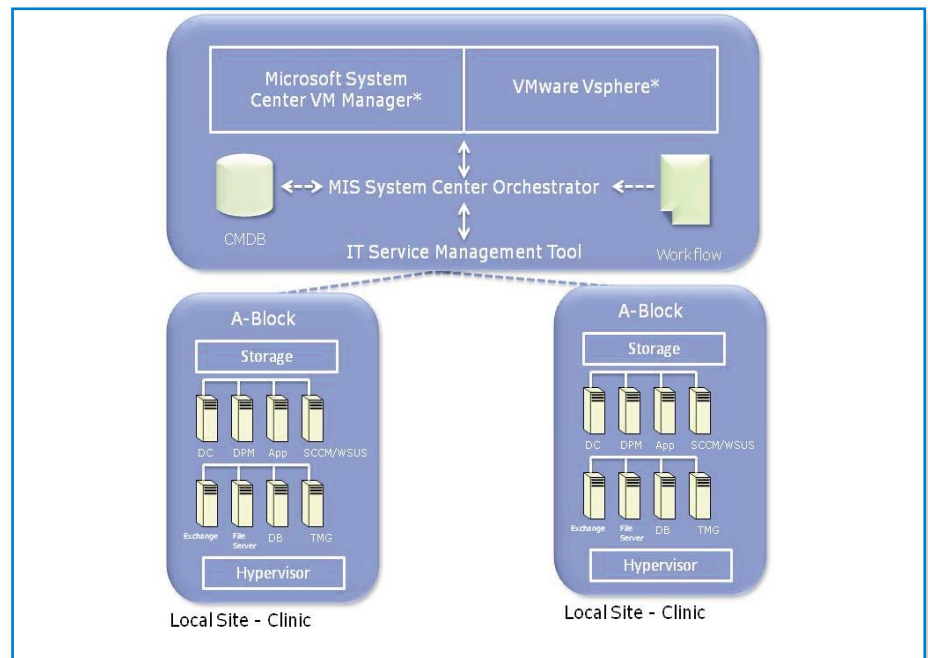 Microsoft System
Center VM Manager*
VMware Vsphere*
MIS System Center Orchestrator
CMDB
IT Service Management Tool
Workflow
A-Block
Storage
DC DPM App SCCM/WSUS
Exchange File Server DB TMG
Hypervisor
Local Site - Clinic
A-Block
Storage
DC DPM App SCCM/WSUS
Exchange File Server DB TMG
Hypervisor
Local Site - Clinic